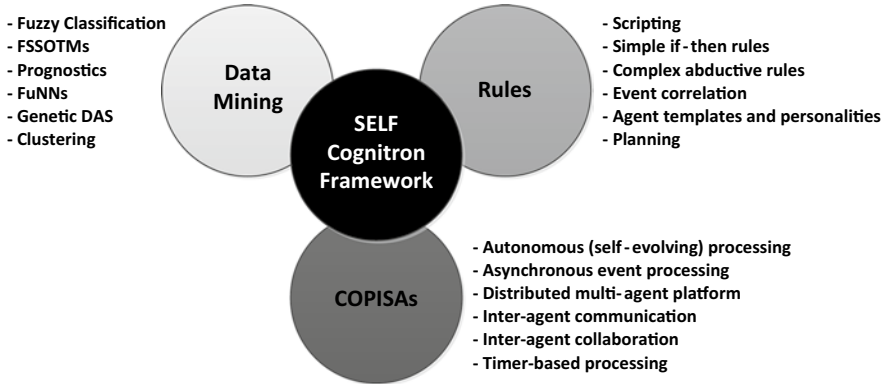 - Fuzzy Classification
- FSSOTMs
- Prognostics
- FuNNs
- Genetic DAS
- Clustering
Data
Mining
SELF
Cognitron
Framework
Rules
- Scripting
- Simple if-then rules
- Complex abductive rules
- Event correlation
- Agent templates and personalities
- Planning
COPISAs
- Autonomous (self-evolving) processing
- Asynchronous event processing
- Distributed multi-agent platform
- Inter-agent communication
- Inter-agent collaboration
- Timer-based processing